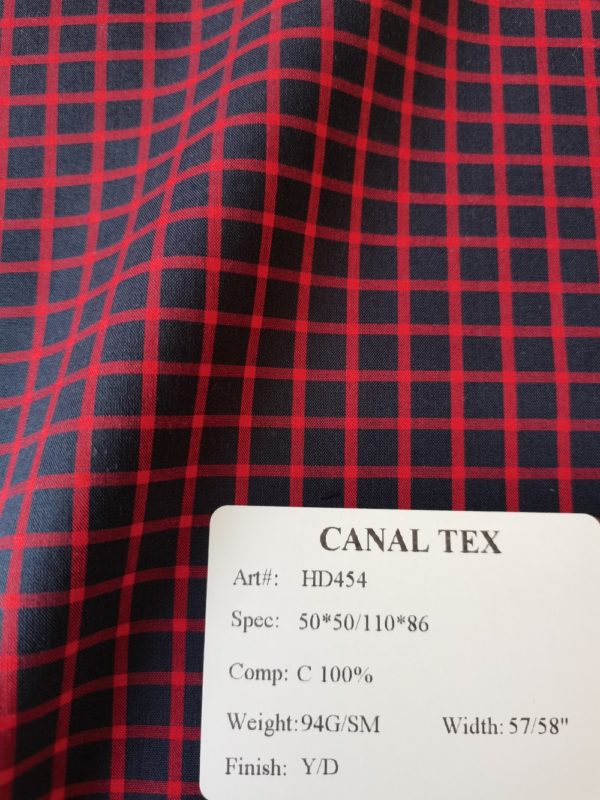 CANAL TEX
Art#: HD454
Spec: 50*50/110*86
Comp: C 100%
Weight:94G/SM Width: 57/58"
Finish: Y/D